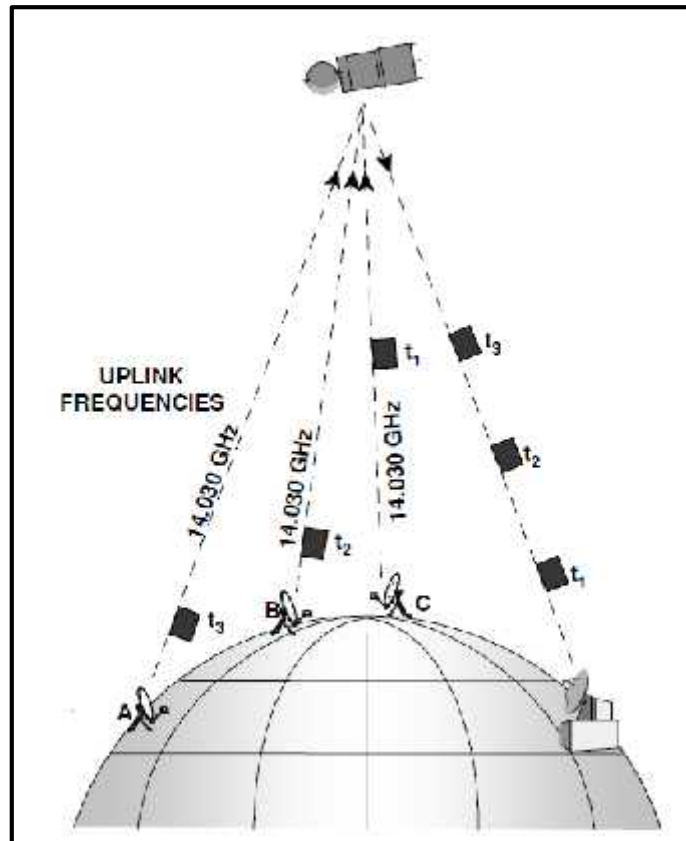 UPLINK
FREQUENCIES
14.030 GHz
14.030 GHz
14.030 GHz
t₁
t₃
t₂
t₂
t₁
t₃
A
B
C